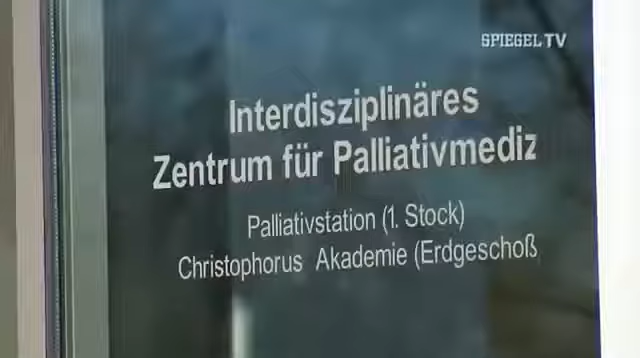 SPIEGEL TV
Interdisziplinäres
Zentrum für Palliativmediz
Palliativstation (1. Stock)
Christophorus Akademie (Erdgeschoß